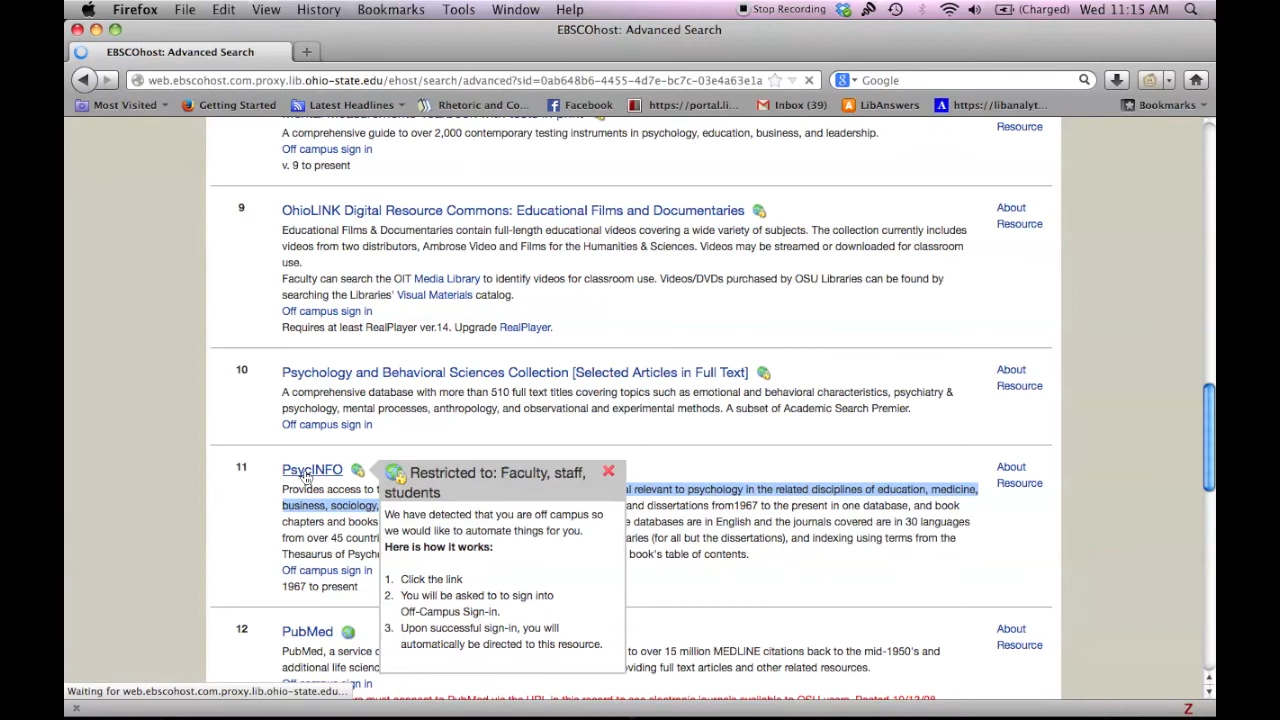 Firefox File Edit View History Bookmarks Tools Window Help Stop Recording (Charged) Wed 11:15 AM
EBSCOhost: Advanced Search
EBSCOhost: Advanced Search +
web.ebscohost.com.proxy.lib.ohio-state.edu/ehost/search/advanced?sid=0ab648b6-4455-4d7e-bc7c-03e4a63e1a Google
Most Visited Getting Started Latest Headlines Rhetoric and Co... Facebook https://portal.li... Inbox (39) LibAnswers https://libanalyt... Bookmarks
A comprehensive guide to over 2,000 contemporary testing instruments in psychology, education, business, and leadership. Resource
Off campus sign in
v. 9 to present
9 OhioLINK Digital Resource Commons: Educational Films and Documentaries About
Resource
Educational Films & Documentaries contain full-length educational videos covering a wide variety of subjects. The collection currently includes
videos from two distributors, Ambrose Video and Films for the Humanities & Sciences. Videos may be streamed or downloaded for classroom
use.
Faculty can search the OIT Media Library to identify videos for classroom use. Videos/DVDs purchased by OSU Libraries can be found by
searching the Libraries' Visual Materials catalog.
Off campus sign in
Requires at least RealPlayer ver.14. Upgrade RealPlayer.
10 Psychology and Behavioral Sciences Collection [Selected Articles in Full Text] About
Resource
A comprehensive database with more than 510 full text titles covering topics such as emotional and behavioral characteristics, psychiatry &
psychology, mental processes, anthropology, and observational and experimental methods. A subset of Academic Search Premier.
Off campus sign in
11 PsycINFO About
Resource
Provides access to l relevant to psychology in the related disciplines of education, medicine,
business, sociology, and dissertations from1967 to the present in one database, and book
chapters and books e databases are in English and the journals covered are in 30 languages
from over 45 countri aries (for all but the dissertations), and indexing using terms from the
Thesaurus of Psycho book's table of contents.
Off campus sign in
1967 to present
Restricted to: Faculty, staff,
students
We have detected that you are off campus so
we would like to automate things for you.
Here is how it works:
1. Click the link
2. You will be asked to to sign into
Off-Campus Sign-in.
3. Upon successful sign-in, you will
automatically be directed to this resource.
12 PubMed About
Resource
PubMed, a service o to over 15 million MEDLINE citations back to the mid-1950's and
additional life scienc viding full text articles and other related resources.
Waiting for web.ebscohost.com.proxy.lib.ohio-state.edu...
Z